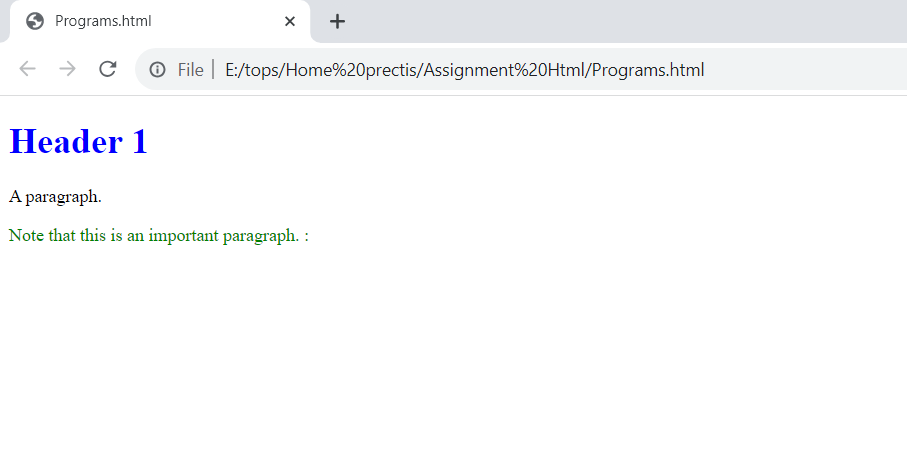 Programs.html
File | E:/tops/Home%20prectis/Assignment%20Html/Programs.html
Header 1
A paragraph.
Note that this is an important paragraph. :